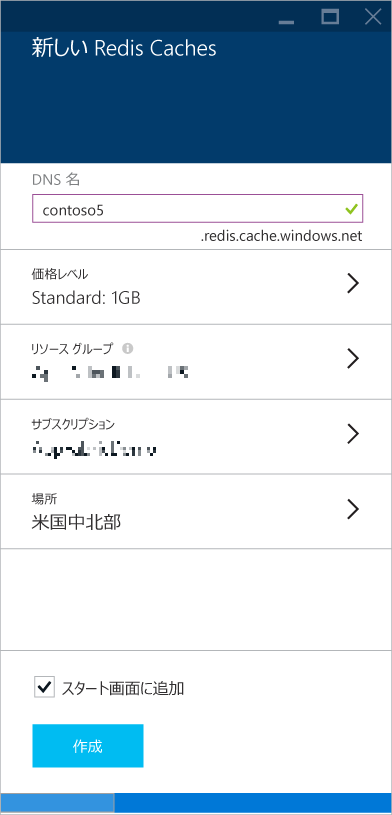 新しい Redis Caches
DNS 名
contoso5
.redis.cache.windows.net
価格レベル
Standard: 1GB
リソース グループ
サブスクリプション
場所
米国中北部
スタート画面に追加
作成